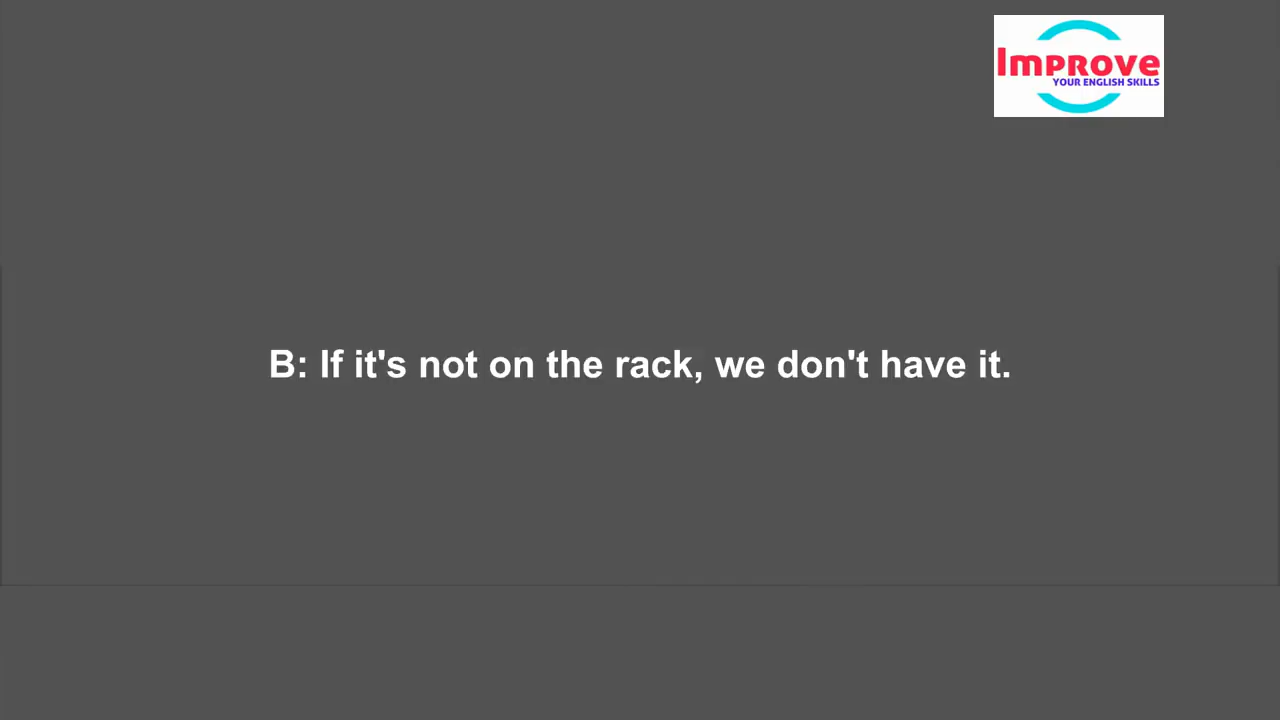 Improve
YOUR ENGLISH SKILLS
B: If it's not on the rack, we don't have it.